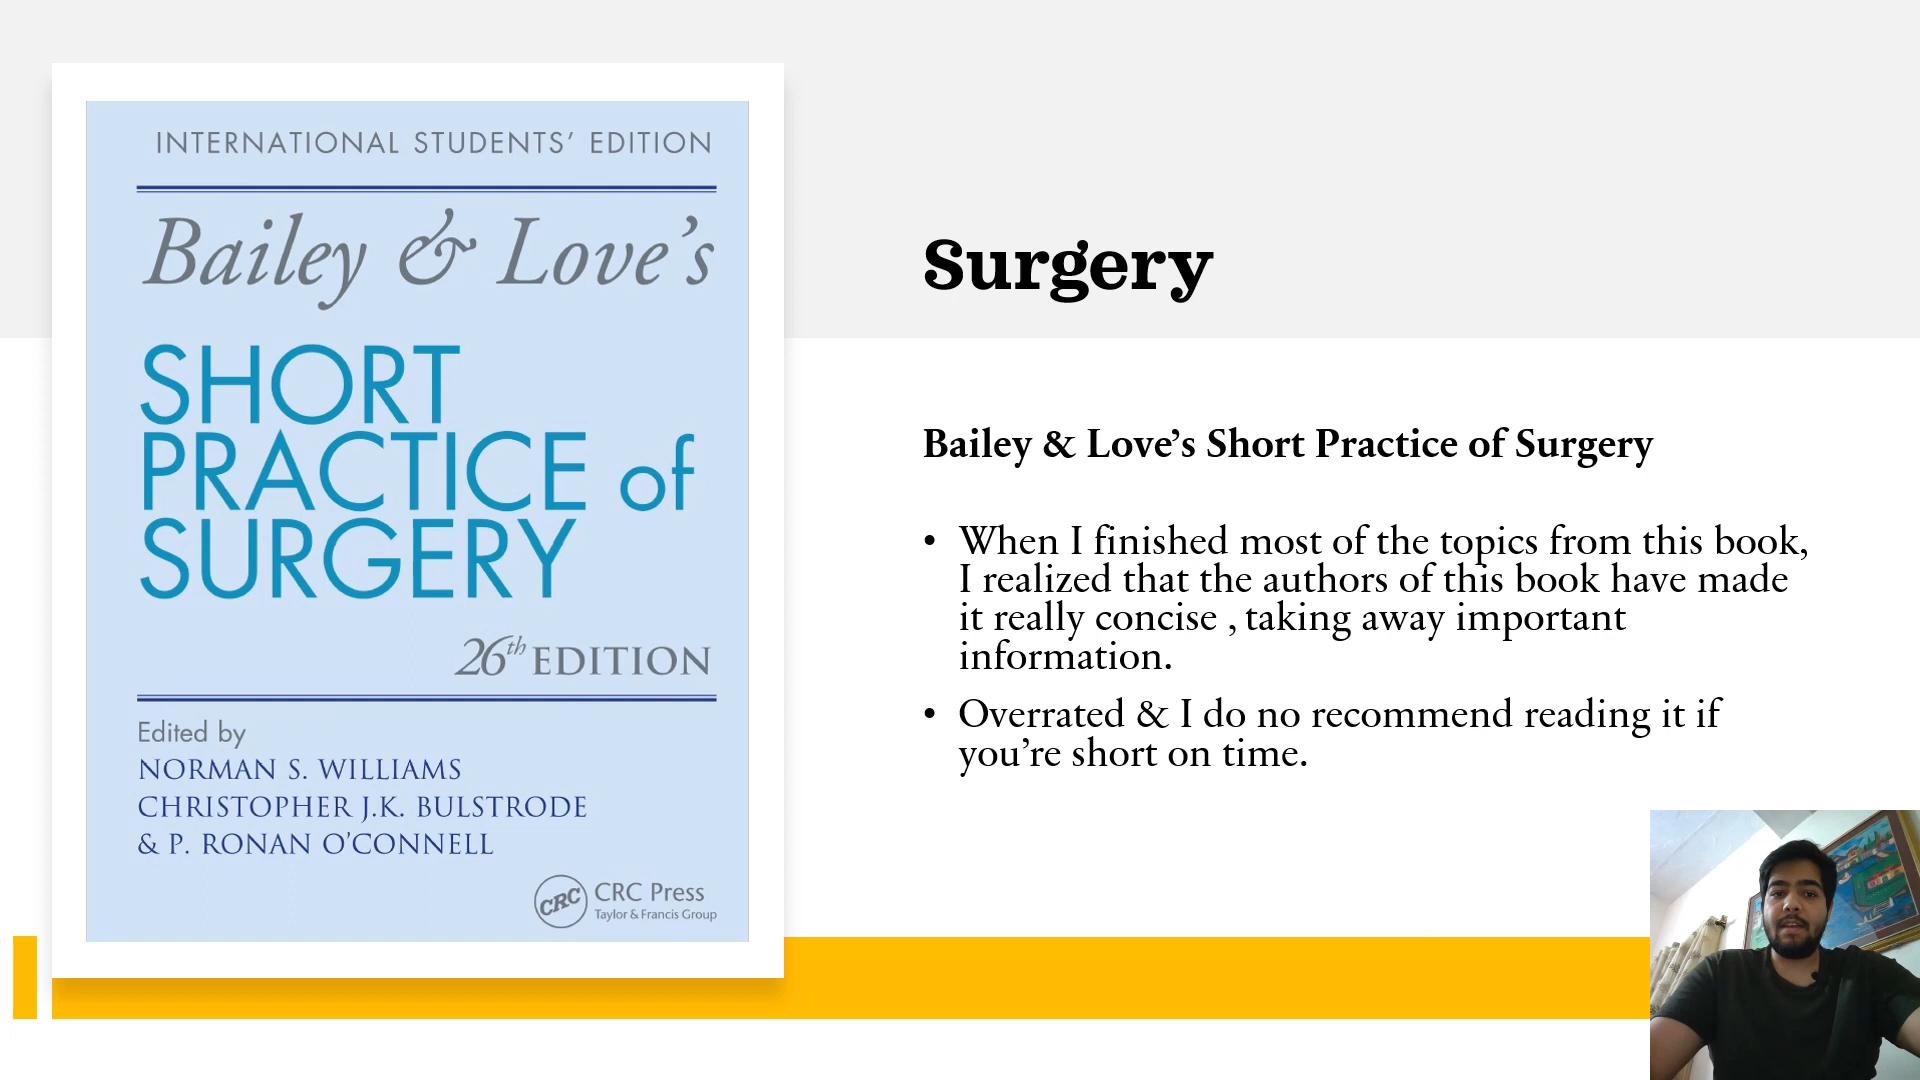 INTERNATIONAL STUDENTS’ EDITION
Bailey & Love’s
SHORT
PRACTICE of
SURGERY
26th EDITION
Edited by
NORMAN S. WILLIAMS
CHRISTOPHER J.K. BULSTRODE
& P. RONAN O’CONNELL
CRC
CRC Press
Taylor & Francis Group
Surgery
Bailey & Love’s Short Practice of Surgery
• When I finished most of the topics from this book,
I realized that the authors of this book have made
it really concise , taking away important
information.
• Overrated & I do no recommend reading it if
you’re short on time.